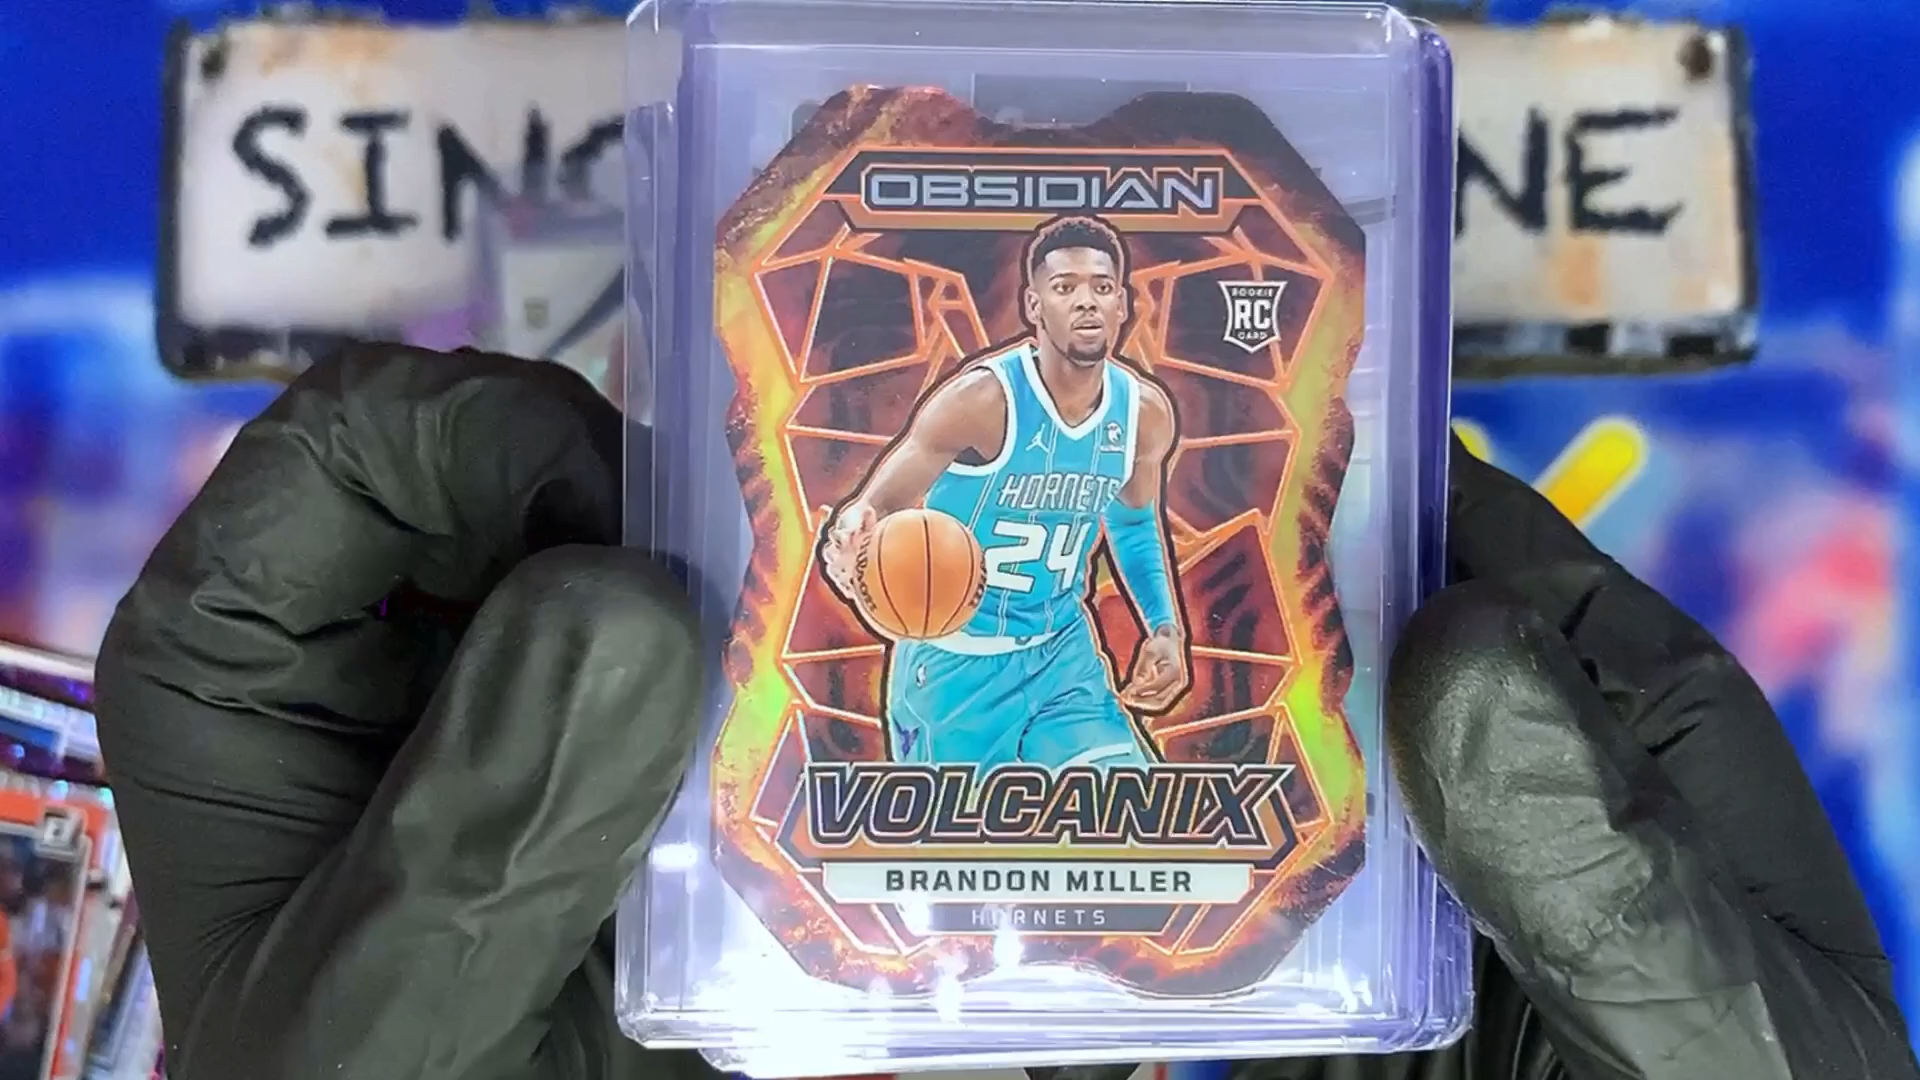 SIN
NE
OBSIDIAN
ROOKIE
RC
CARD
HORNETS
24
VOLCANIX
BRANDON MILLER
HORNETS